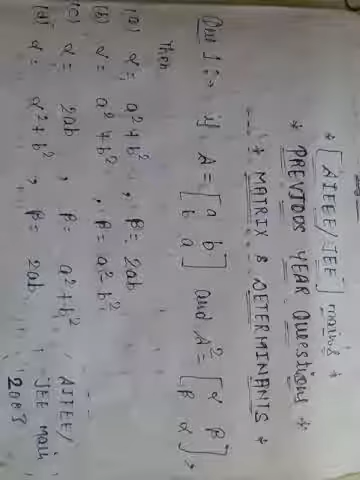 * [AIEEE/JEE] mains *
* PREVIOUS YEAR Questions *
* MATRIX & DETERMINANTS *
Que 1:→ if A = [a b b a] and A² = [α β β α],
Then
(a) α = a²+b², β = 2ab
(b) α = a²+b², β = a²-b²
(c) α = 2ab, β = a²+b²
(d) α = a²+b², β = 2ab.
AIEEE/
JEE main,
2003